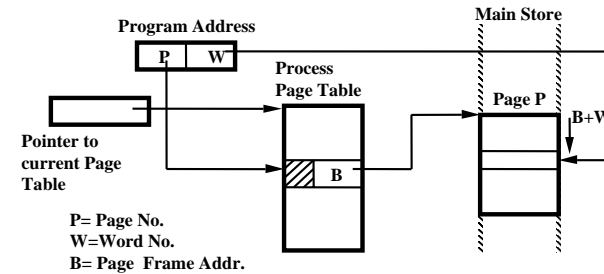 Main Store
Program Address
P W
Process
Page Table
Page P
B+W
Pointer to
current Page
Table
B
P= Page No.
W=Word No.
B= Page Frame Addr.